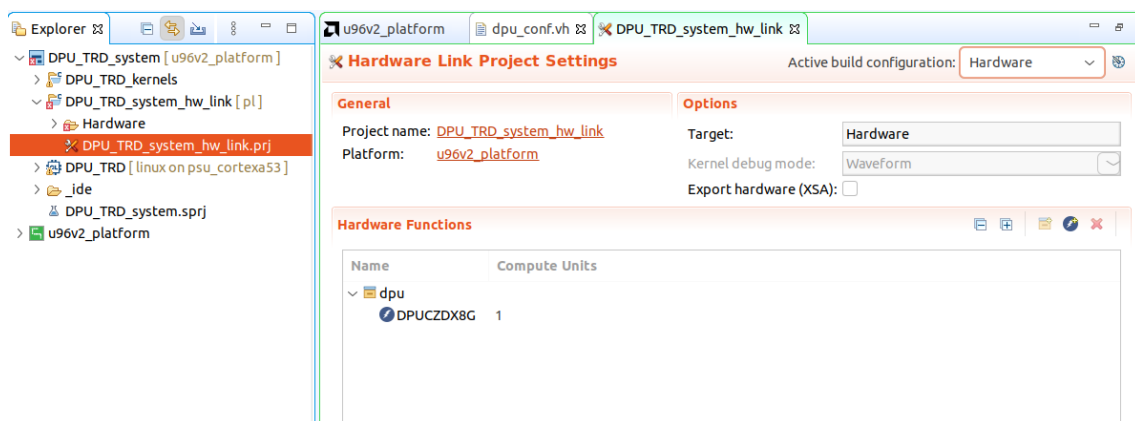 Explorer
DPU_TRD_system [ u96v2_platform ]
DPU_TRD_kernels
DPU_TRD_system_hw_link [ pl ]
Hardware
DPU_TRD_system_hw_link.prj
DPU_TRD [ linux on psu_cortexa53 ]
_ide
DPU_TRD_system.sprj
u96v2_platform
u96v2_platform dpu_conf.vh DPU_TRD_system_hw_link
Hardware Link Project Settings Active build configuration: Hardware
General
Project name: DPU_TRD_system_hw_link
Platform: u96v2_platform
Options
Target: Hardware
Kernel debug mode: Waveform
Export hardware (XSA):
Hardware Functions
Name Compute Units
dpu
DPUCZDX8G 1